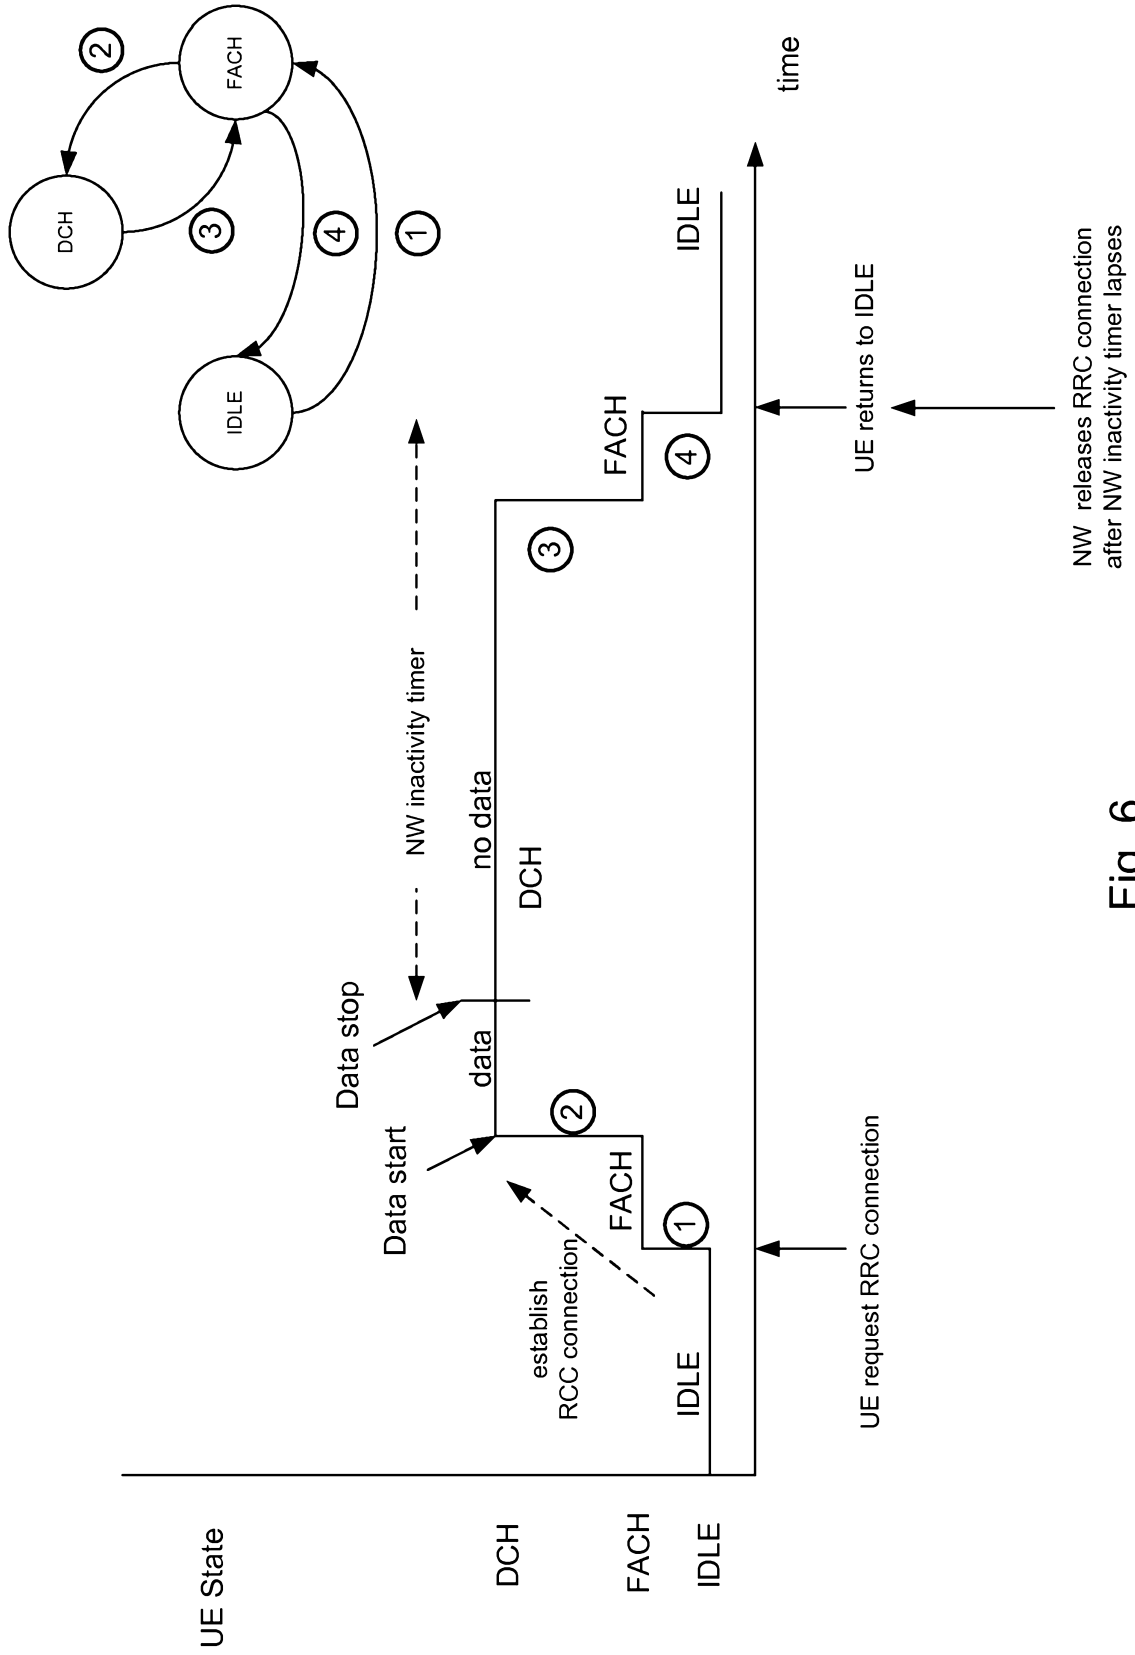 UE State
DCH
FACH
IDLE
DCH
FACH
IDLE
2
3
4
1
Data start
Data stop
NW inactivity timer
data
no data
DCH
establish
RCC connection
IDLE
1
FACH
2
3
FACH
4
IDLE
time
UE request RRC connection
UE returns to IDLE
NW releases RRC connection
after NW inactivity timer lapses
Fig. 6